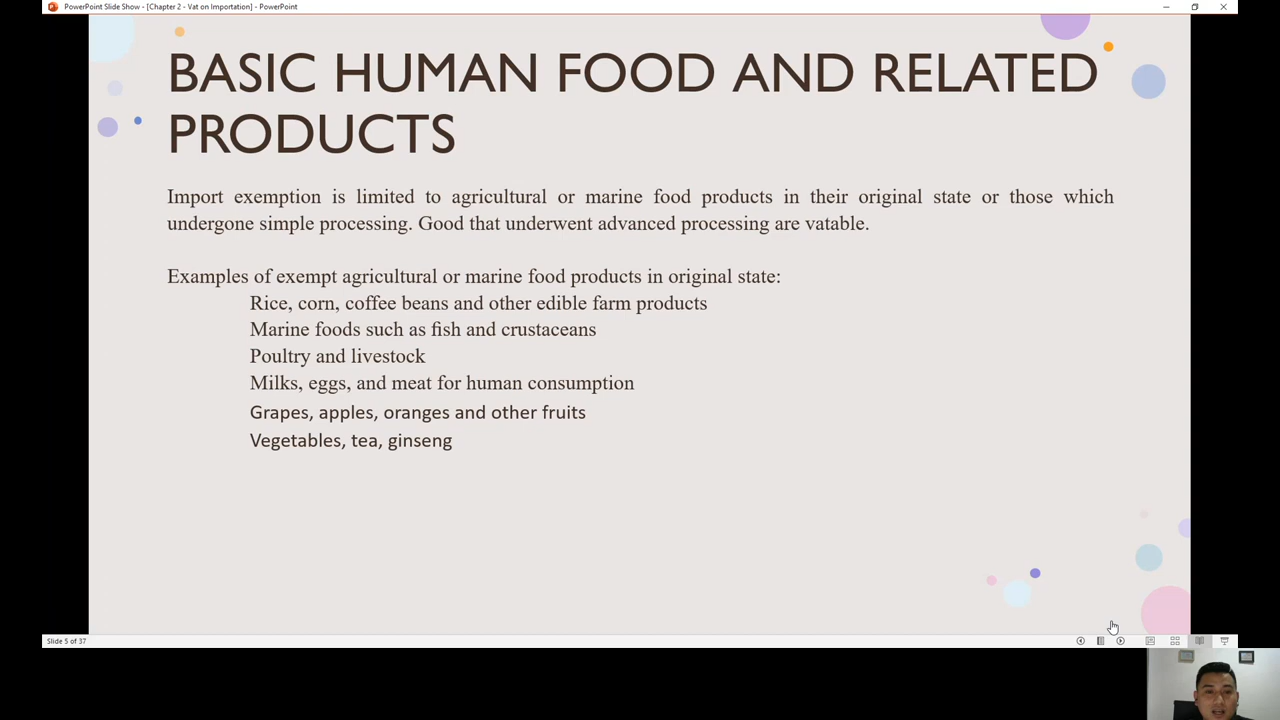 PowerPoint Slide Show - [Chapter 2 - Vat on Importation] - PowerPoint
BASIC HUMAN FOOD AND RELATED
PRODUCTS
Import exemption is limited to agricultural or marine food products in their original state or those which
undergone simple processing. Good that underwent advanced processing are vatable.
Examples of exempt agricultural or marine food products in original state:
Rice, corn, coffee beans and other edible farm products
Marine foods such as fish and crustaceans
Poultry and livestock
Milks, eggs, and meat for human consumption
Grapes, apples, oranges and other fruits
Vegetables, tea, ginseng
Slide 5 of 37